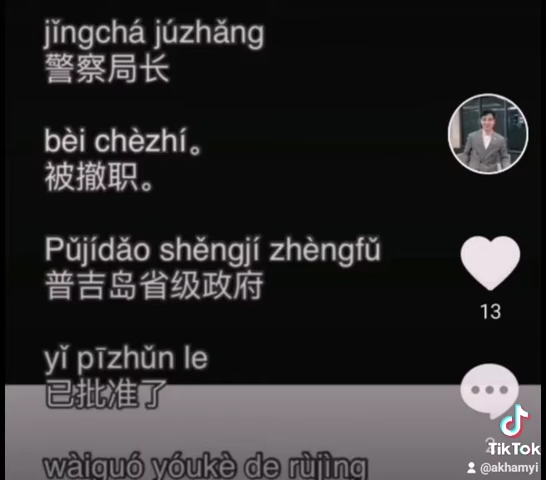 jǐngchá júzhǎng
警察局长
bèi chèzhí。
被撤职。
Pǔjídǎo shěngjí zhèngfǔ
普吉岛省级政府
13
yǐ pīzhǔn le
已批准了
TikTok
wàiguó yóukè de rùjìng
@akhamyi